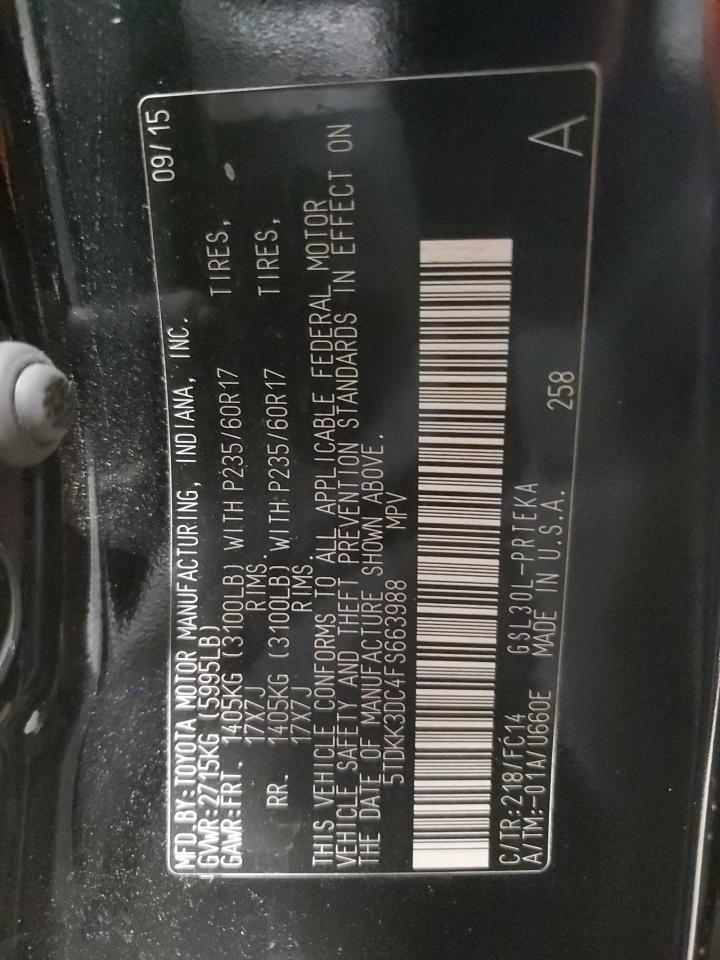 MFD.BY:TOYOTA MOTOR MANUFACTURING, INDIANA, INC. 09/15
GVWR:2715KG (5995LB)
GAWR:FRT. 1405KG (3100LB) WITH P235/60R17 TIRES,
17X7J RIMS.
RR. 1405KG (3100LB) WITH P235/60R17 TIRES,
17X7J RIMS.
THIS VEHICLE CONFORMS TO ALL APPLICABLE FEDERAL MOTOR
VEHICLE SAFETY AND THEFT PREVENTION STANDARDS IN EFFECT ON
THE DATE OF MANUFACTURE SHOWN ABOVE.
5TDKK3DC4FS663988 MPV
C/TR:218/FC14 GSL30L-PRTEKA
A/TM:-01A/U660E MADE IN U.S.A. 258 A